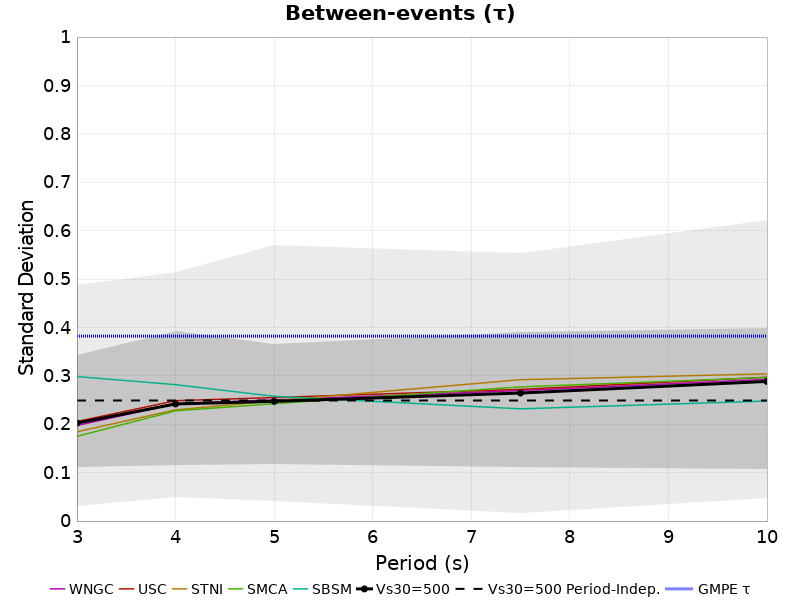 Between-events (τ)
1
0.9
0.8
0.7
0.6
0.5
0.4
0.3
0.2
0.1
0
Standard Deviation
3 4 5 6 7 8 9 10
Period (s)
WNGC USC STNI SMCA SBSM Vs30=500 Vs30=500 Period-Indep. GMPE τ